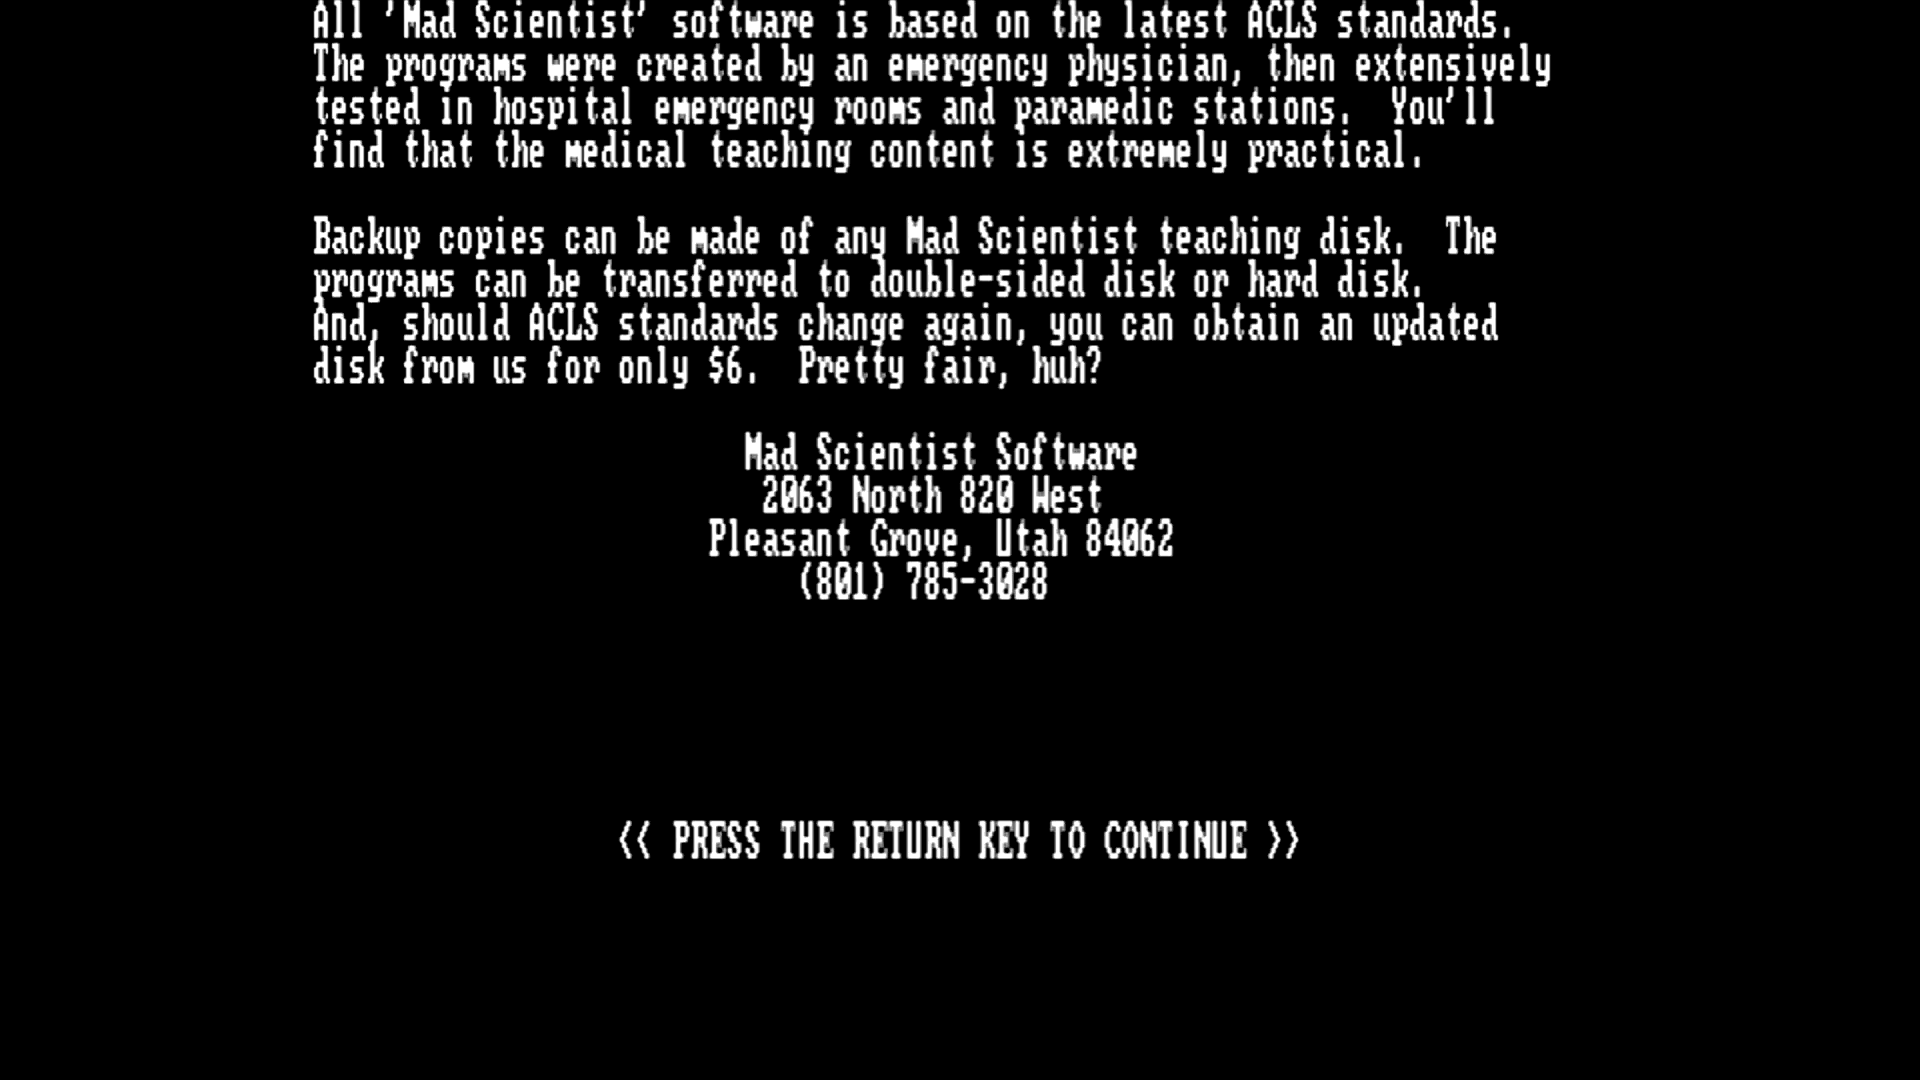 All 'Mad Scientist' software is based on the latest ACLS standards.
The programs were created by an emergency physician, then extensively
tested in hospital emergency rooms and paramedic stations.  You'll
find that the medical teaching content is extremely practical.
Backup copies can be made of any Mad Scientist teaching disk.  The
programs can be transferred to double-sided disk or hard disk.
And, should ACLS standards change again, you can obtain an updated
disk from us for only $6.  Pretty fair, huh?
Mad Scientist Software
2063 North 820 West
Pleasant Grove, Utah 84062
(801) 785-3028
<< PRESS THE RETURN KEY TO CONTINUE >>